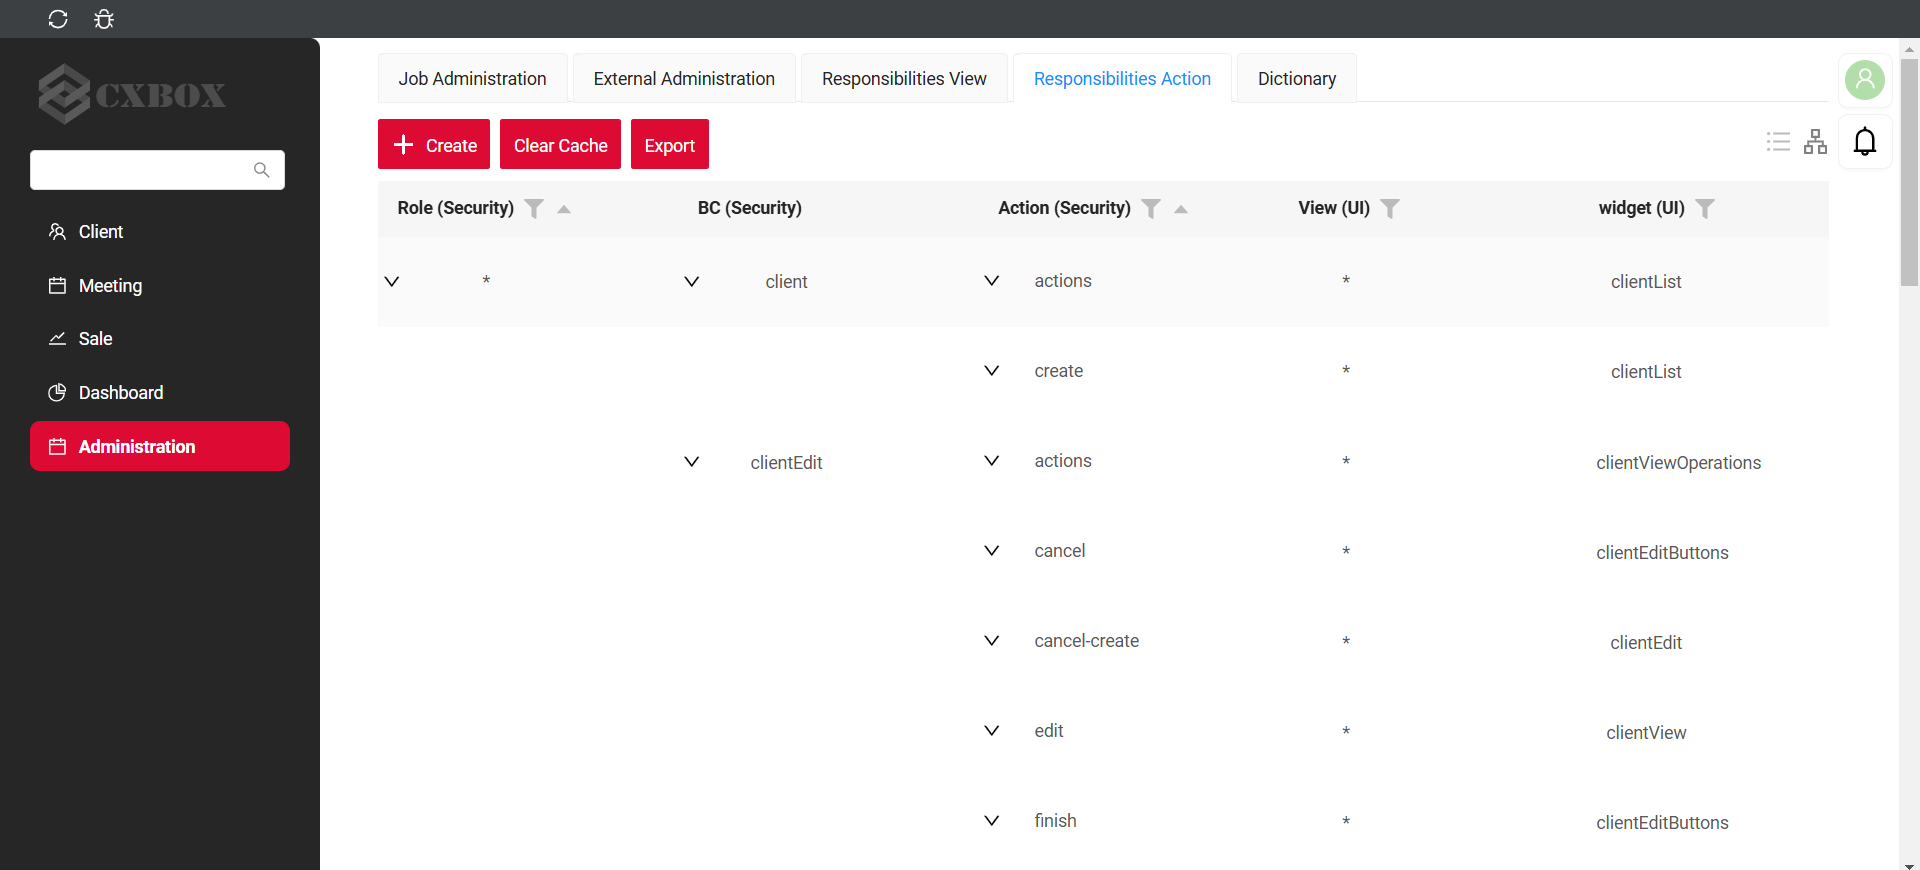 CXBOX
Client
Meeting
Sale
Dashboard
Administration
Job Administration External Administration Responsibilities View Responsibilities Action Dictionary
+ Create Clear Cache Export
Role (Security) BC (Security) Action (Security) View (UI) widget (UI)
* client actions * clientList
create * clientList
clientEdit actions * clientViewOperations
cancel * clientEditButtons
cancel-create * clientEdit
edit * clientView
finish * clientEditButtons